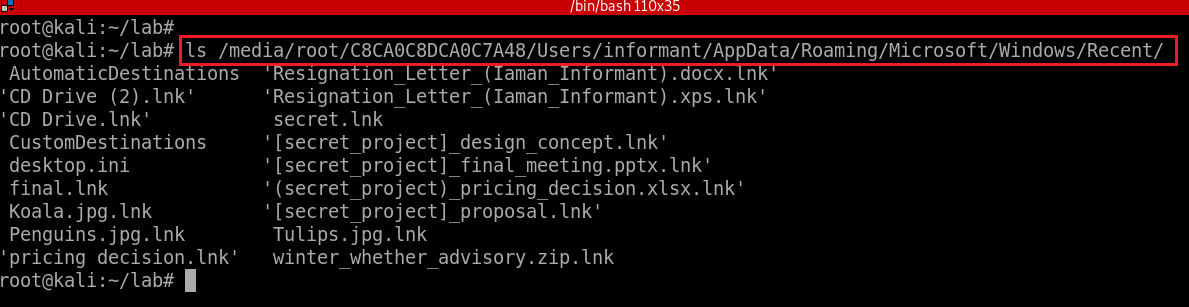 /bin/bash 110x35
root@kali:~/lab#
root@kali:~/lab# ls /media/root/C8CA0C8DCA0C7A48/Users/informant/AppData/Roaming/Microsoft/Windows/Recent/
 AutomaticDestinations  'Resignation_Letter_(Iaman_Informant).docx.lnk'
'CD Drive (2).lnk'      'Resignation_Letter_(Iaman_Informant).xps.lnk'
'CD Drive.lnk'           secret.lnk
 CustomDestinations     '[secret_project]_design_concept.lnk'
 desktop.ini            '[secret_project]_final_meeting.pptx.lnk'
 final.lnk              '(secret_project)_pricing_decision.xlsx.lnk'
 Koala.jpg.lnk          '[secret_project]_proposal.lnk'
 Penguins.jpg.lnk        Tulips.jpg.lnk
'pricing decision.lnk'   winter_whether_advisory.zip.lnk
root@kali:~/lab#